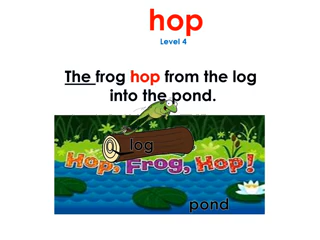 hop
Level 4
The frog hop from the log
into the pond.
log
Hop, Frog, Hop!
pond